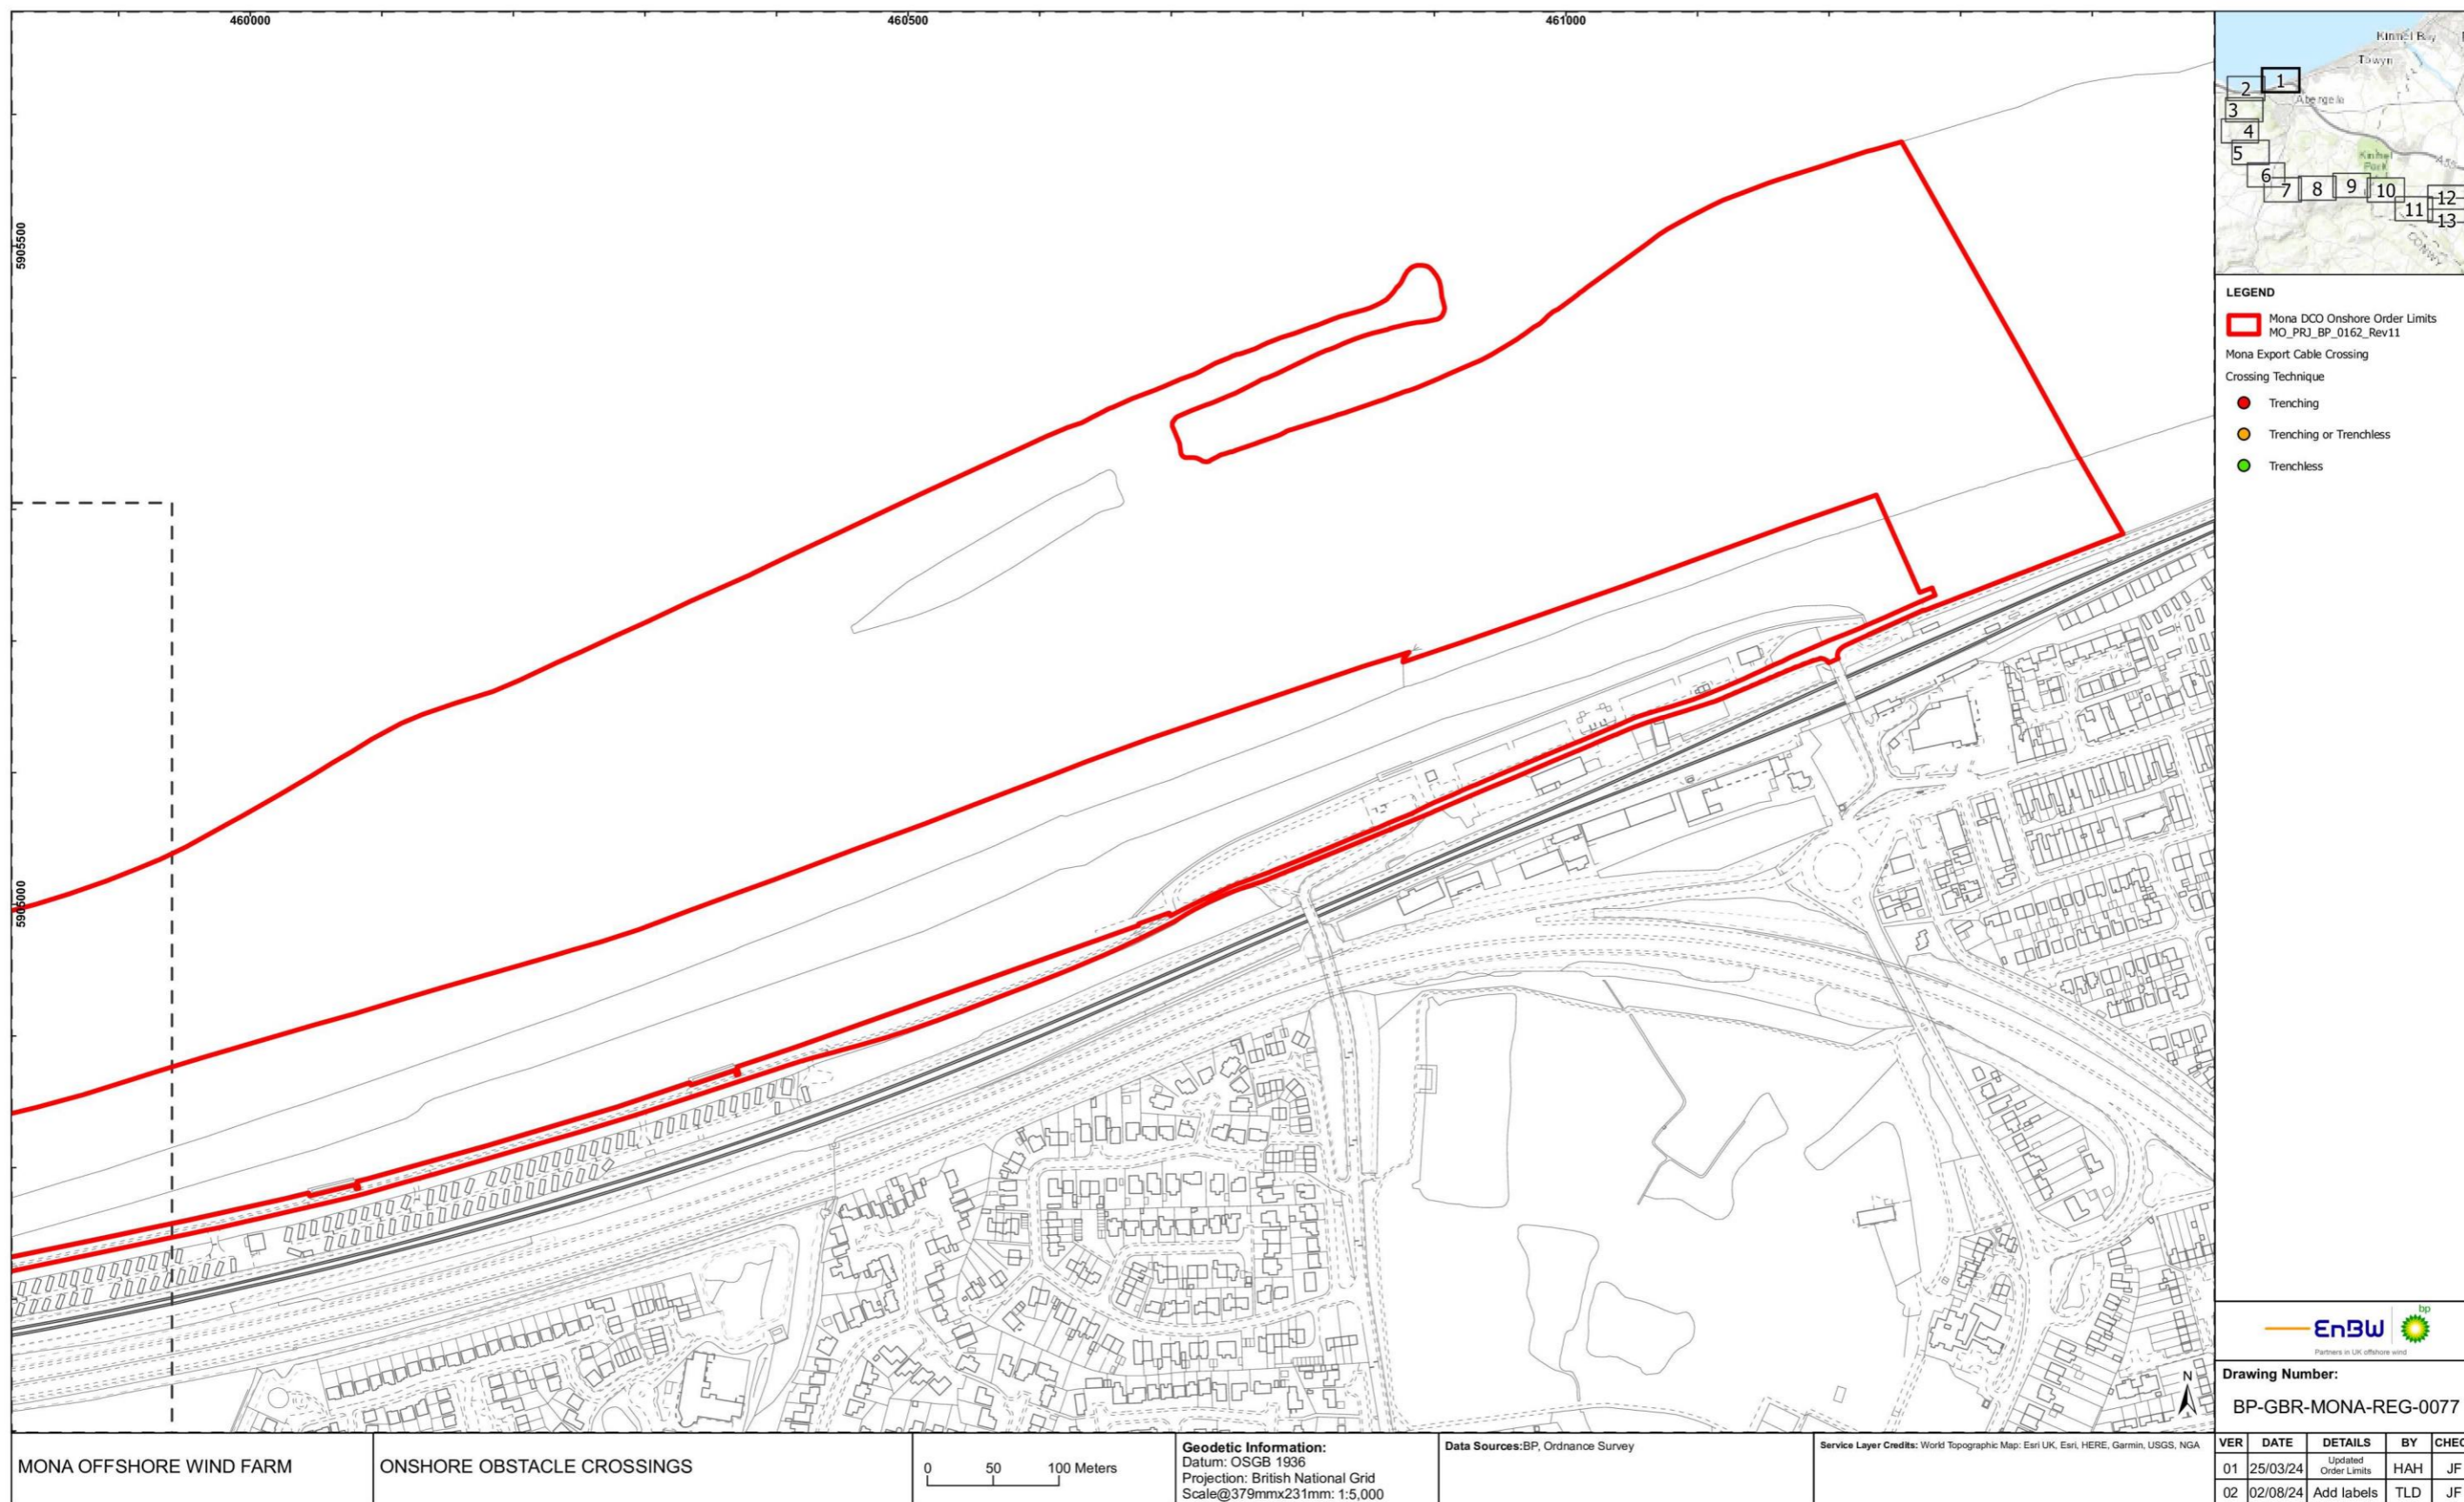 460000
460500
461000
5905500
5905000
Kinmel Bay
Towyn
1
2
Abergele
3
4
5
Kinmel
Park
A55
6
7
8
9
10
11
12
13
CONWY
LEGEND
Mona DCO Onshore Order Limits
MO_PRJ_BP_0162_Rev11
Mona Export Cable Crossing
Crossing Technique
Trenching
Trenching or Trenchless
Trenchless
EnBW
bp
Partners in UK offshore wind
N
Drawing Number:
BP-GBR-MONA-REG-0077
MONA OFFSHORE WIND FARM
ONSHORE OBSTACLE CROSSINGS
0 50 100 Meters
Geodetic Information:
Datum: OSGB 1936
Projection: British National Grid
Scale@379mmx231mm: 1:5,000
Data Sources:BP, Ordnance Survey
Service Layer Credits: World Topographic Map: Esri UK, Esri, HERE, Garmin, USGS, NGA
VER DATE DETAILS BY CHEC
01 25/03/24 Updated Order Limits HAH JF
02 02/08/24 Add labels TLD JF